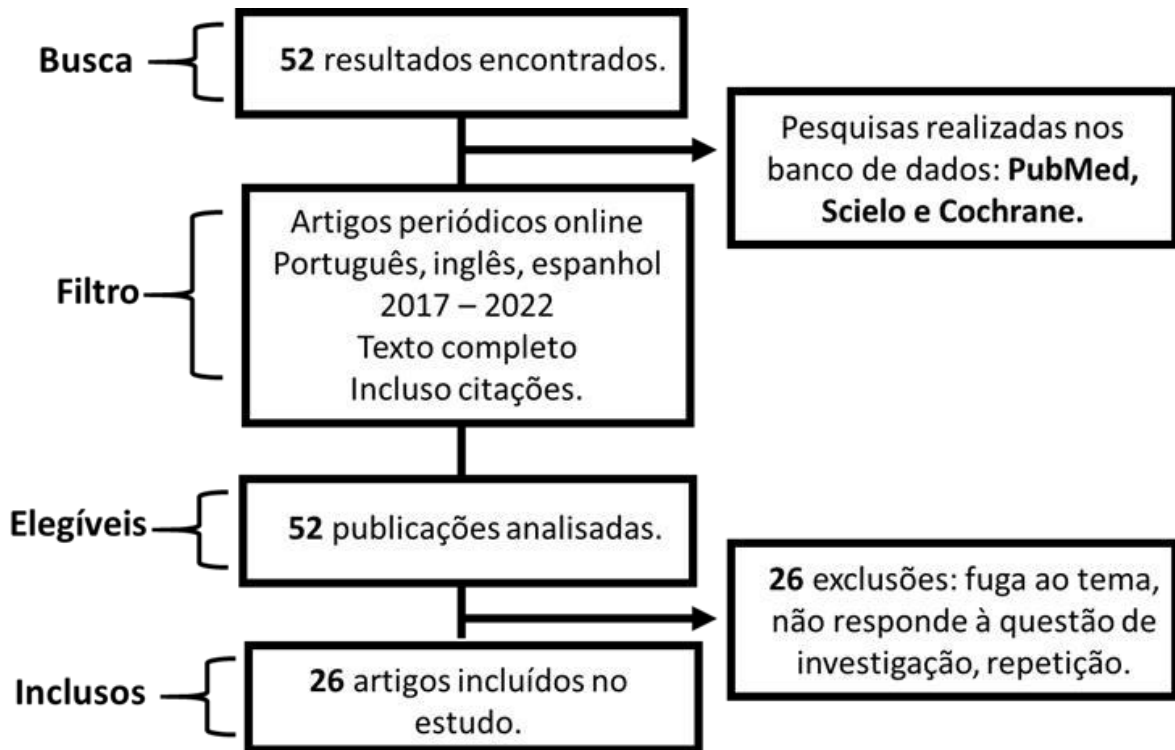 Busca
52 resultados encontrados.
Pesquisas realizadas nos
banco de dados: PubMed,
Scielo e Cochrane.
Filtro
Artigos periódicos online
Português, inglês, espanhol
2017 – 2022
Texto completo
Incluso citações.
Elegíveis
52 publicações analisadas.
26 exclusões: fuga ao tema,
não responde à questão de
investigação, repetição.
Inclusos
26 artigos incluídos no
estudo.